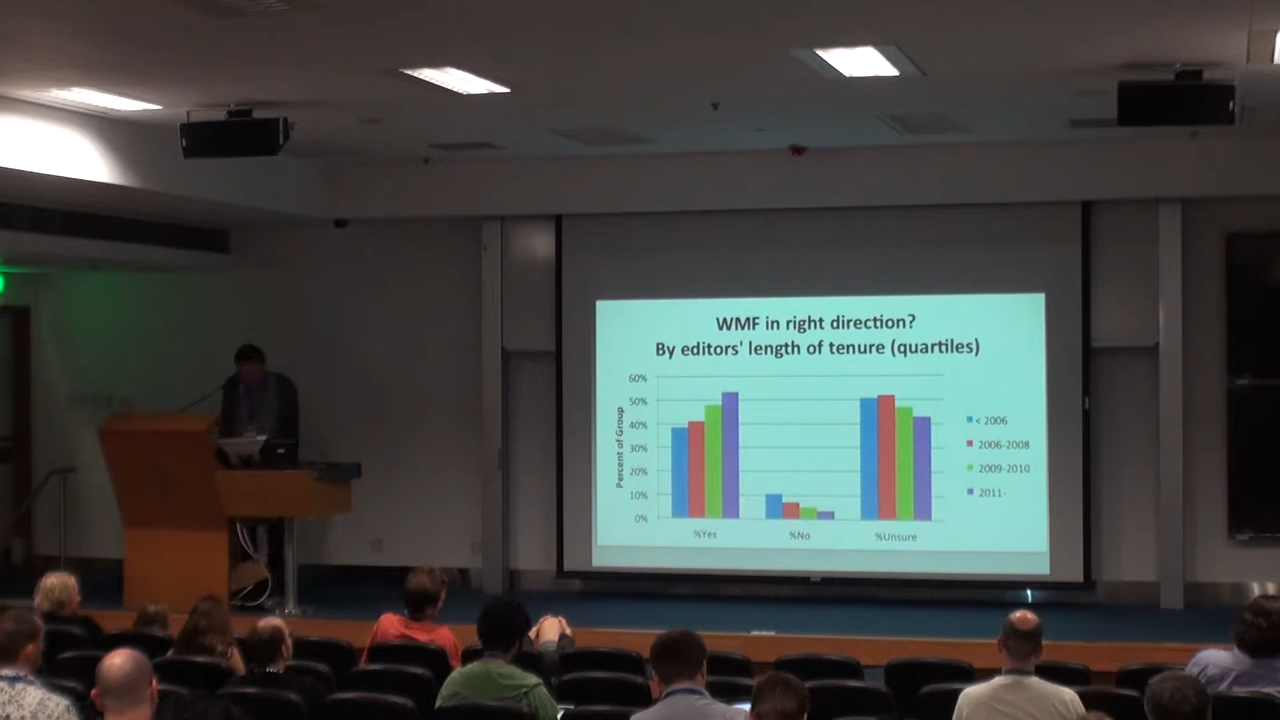 WMF in right direction?
By editors' length of tenure (quartiles)
60%
50%
40%
30%
20%
10%
0%
Percent of Group
%Yes
%No
%Unsure
< 2006
2006-2008
2009-2010
2011-